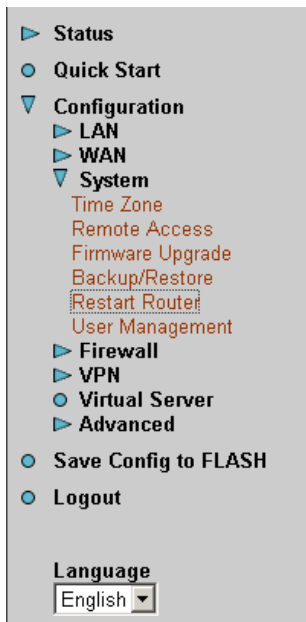 Status
Quick Start
Configuration
LAN
WAN
System
Time Zone
Remote Access
Firmware Upgrade
Backup/Restore
Restart Router
User Management
Firewall
VPN
Virtual Server
Advanced
Save Config to FLASH
Logout
Language
English